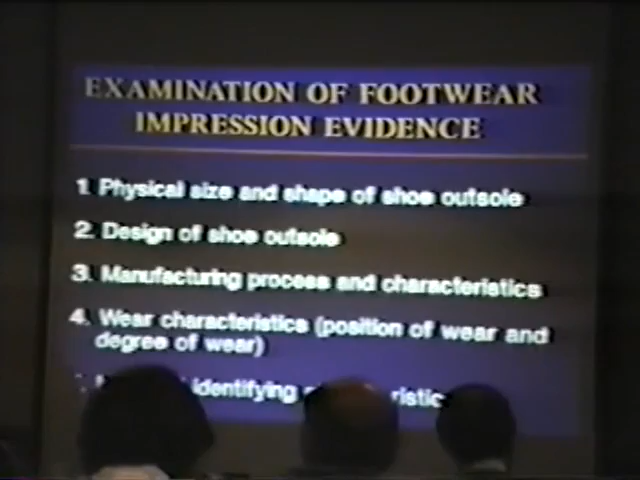 EXAMINATION OF FOOTWEAR
IMPRESSION EVIDENCE
1. Physical size and shape of shoe outsole
2. Design of shoe outsole
3. Manufacturing process and characteristics
4. Wear characteristics (position of wear and
degree of wear)
identifying